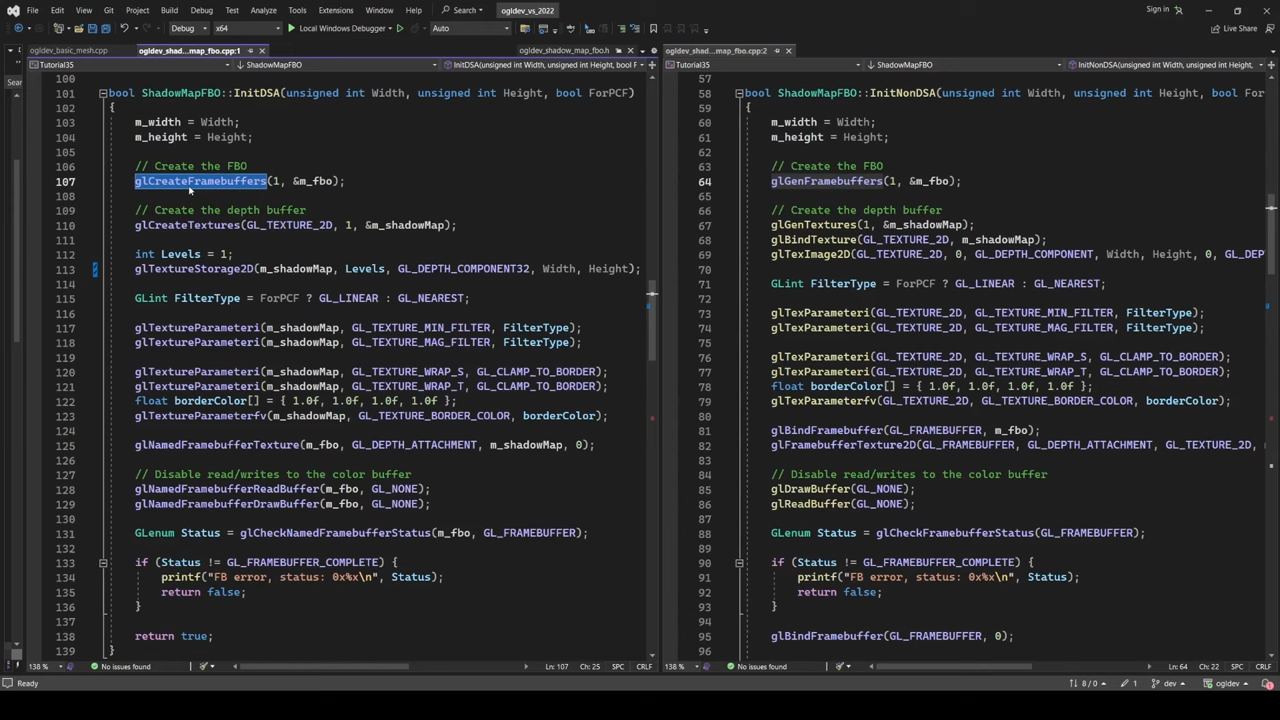 File Edit View Git Project Build Debug Test Analyze Tools Extensions Window Help Search ogldev_vs_2022 Sign in
Debug x64 Local Windows Debugger Auto Live Share
ogldev_basic_mesh.cpp ogldev_shad...map_fbo.cpp:1 ogldev_shadow_map_fbo.h ogldev_shad...map_fbo.cpp:2
Tutorial35 ShadowMapFBO InitDSA(unsigned int Width, unsigned int Height, bool F
100
101 bool ShadowMapFBO::InitDSA(unsigned int Width, unsigned int Height, bool ForPCF)
102 {
103 m_width = Width;
104 m_height = Height;
105
106 // Create the FBO
107 glCreateFramebuffers(1, &m_fbo);
108
109 // Create the depth buffer
110 glCreateTextures(GL_TEXTURE_2D, 1, &m_shadowMap);
111
112 int Levels = 1;
113 glTextureStorage2D(m_shadowMap, Levels, GL_DEPTH_COMPONENT32, Width, Height);
114
115 GLint FilterType = ForPCF ? GL_LINEAR : GL_NEAREST;
116
117 glTextureParameteri(m_shadowMap, GL_TEXTURE_MIN_FILTER, FilterType);
118 glTextureParameteri(m_shadowMap, GL_TEXTURE_MAG_FILTER, FilterType);
119
120 glTextureParameteri(m_shadowMap, GL_TEXTURE_WRAP_S, GL_CLAMP_TO_BORDER);
121 glTextureParameteri(m_shadowMap, GL_TEXTURE_WRAP_T, GL_CLAMP_TO_BORDER);
122 float borderColor[] = { 1.0f, 1.0f, 1.0f, 1.0f };
123 glTextureParameterfv(m_shadowMap, GL_TEXTURE_BORDER_COLOR, borderColor);
124
125 glNamedFramebufferTexture(m_fbo, GL_DEPTH_ATTACHMENT, m_shadowMap, 0);
126
127 // Disable read/writes to the color buffer
128 glNamedFramebufferReadBuffer(m_fbo, GL_NONE);
129 glNamedFramebufferDrawBuffer(m_fbo, GL_NONE);
130
131 GLenum Status = glCheckNamedFramebufferStatus(m_fbo, GL_FRAMEBUFFER);
132
133 if (Status != GL_FRAMEBUFFER_COMPLETE) {
134 printf("FB error, status: 0x%x\n", Status);
135 return false;
136 }
137
138 return true;
139 }
138 % No issues found Ln: 107 Ch: 25 SPC CRLF
Tutorial35 ShadowMapFBO InitNonDSA(unsigned int Width, unsigned int Height,
57
58 bool ShadowMapFBO::InitNonDSA(unsigned int Width, unsigned int Height, bool For
59 {
60 m_width = Width;
61 m_height = Height;
62
63 // Create the FBO
64 glGenFramebuffers(1, &m_fbo);
65
66 // Create the depth buffer
67 glGenTextures(1, &m_shadowMap);
68 glBindTexture(GL_TEXTURE_2D, m_shadowMap);
69 glTexImage2D(GL_TEXTURE_2D, 0, GL_DEPTH_COMPONENT, Width, Height, 0, GL_DEP
70
71 GLint FilterType = ForPCF ? GL_LINEAR : GL_NEAREST;
72
73 glTexParameteri(GL_TEXTURE_2D, GL_TEXTURE_MIN_FILTER, FilterType);
74 glTexParameteri(GL_TEXTURE_2D, GL_TEXTURE_MAG_FILTER, FilterType);
75
76 glTexParameteri(GL_TEXTURE_2D, GL_TEXTURE_WRAP_S, GL_CLAMP_TO_BORDER);
77 glTexParameteri(GL_TEXTURE_2D, GL_TEXTURE_WRAP_T, GL_CLAMP_TO_BORDER);
78 float borderColor[] = { 1.0f, 1.0f, 1.0f, 1.0f };
79 glTexParameterfv(GL_TEXTURE_2D, GL_TEXTURE_BORDER_COLOR, borderColor);
80
81 glBindFramebuffer(GL_FRAMEBUFFER, m_fbo);
82 glFramebufferTexture2D(GL_FRAMEBUFFER, GL_DEPTH_ATTACHMENT, GL_TEXTURE_2D,
83
84 // Disable read/writes to the color buffer
85 glDrawBuffer(GL_NONE);
86 glReadBuffer(GL_NONE);
87
88 GLenum Status = glCheckFramebufferStatus(GL_FRAMEBUFFER);
89
90 if (Status != GL_FRAMEBUFFER_COMPLETE) {
91 printf("FB error, status: 0x%x\n", Status);
92 return false;
93 }
94
95 glBindFramebuffer(GL_FRAMEBUFFER, 0);
96
138 % No issues found Ln: 64 Ch: 22 SPC CRLF
Sear
Ready 8 / 0 1 dev ogldev